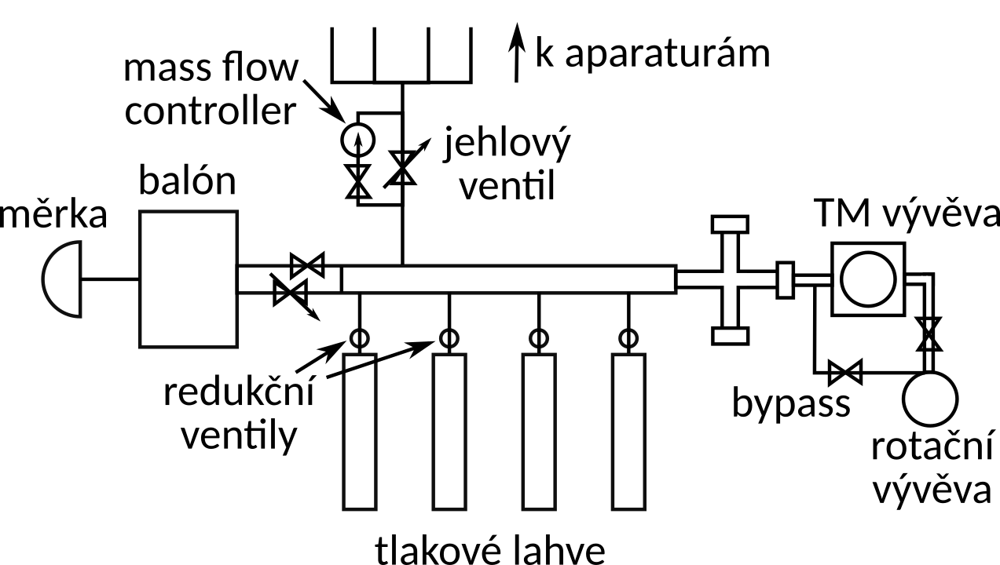 k aparaturám
mass flow
controller
jehlový
ventil
balón
měrka
TM vývěva
redukční
ventily
bypass
rotační
vývěva
tlakové lahve